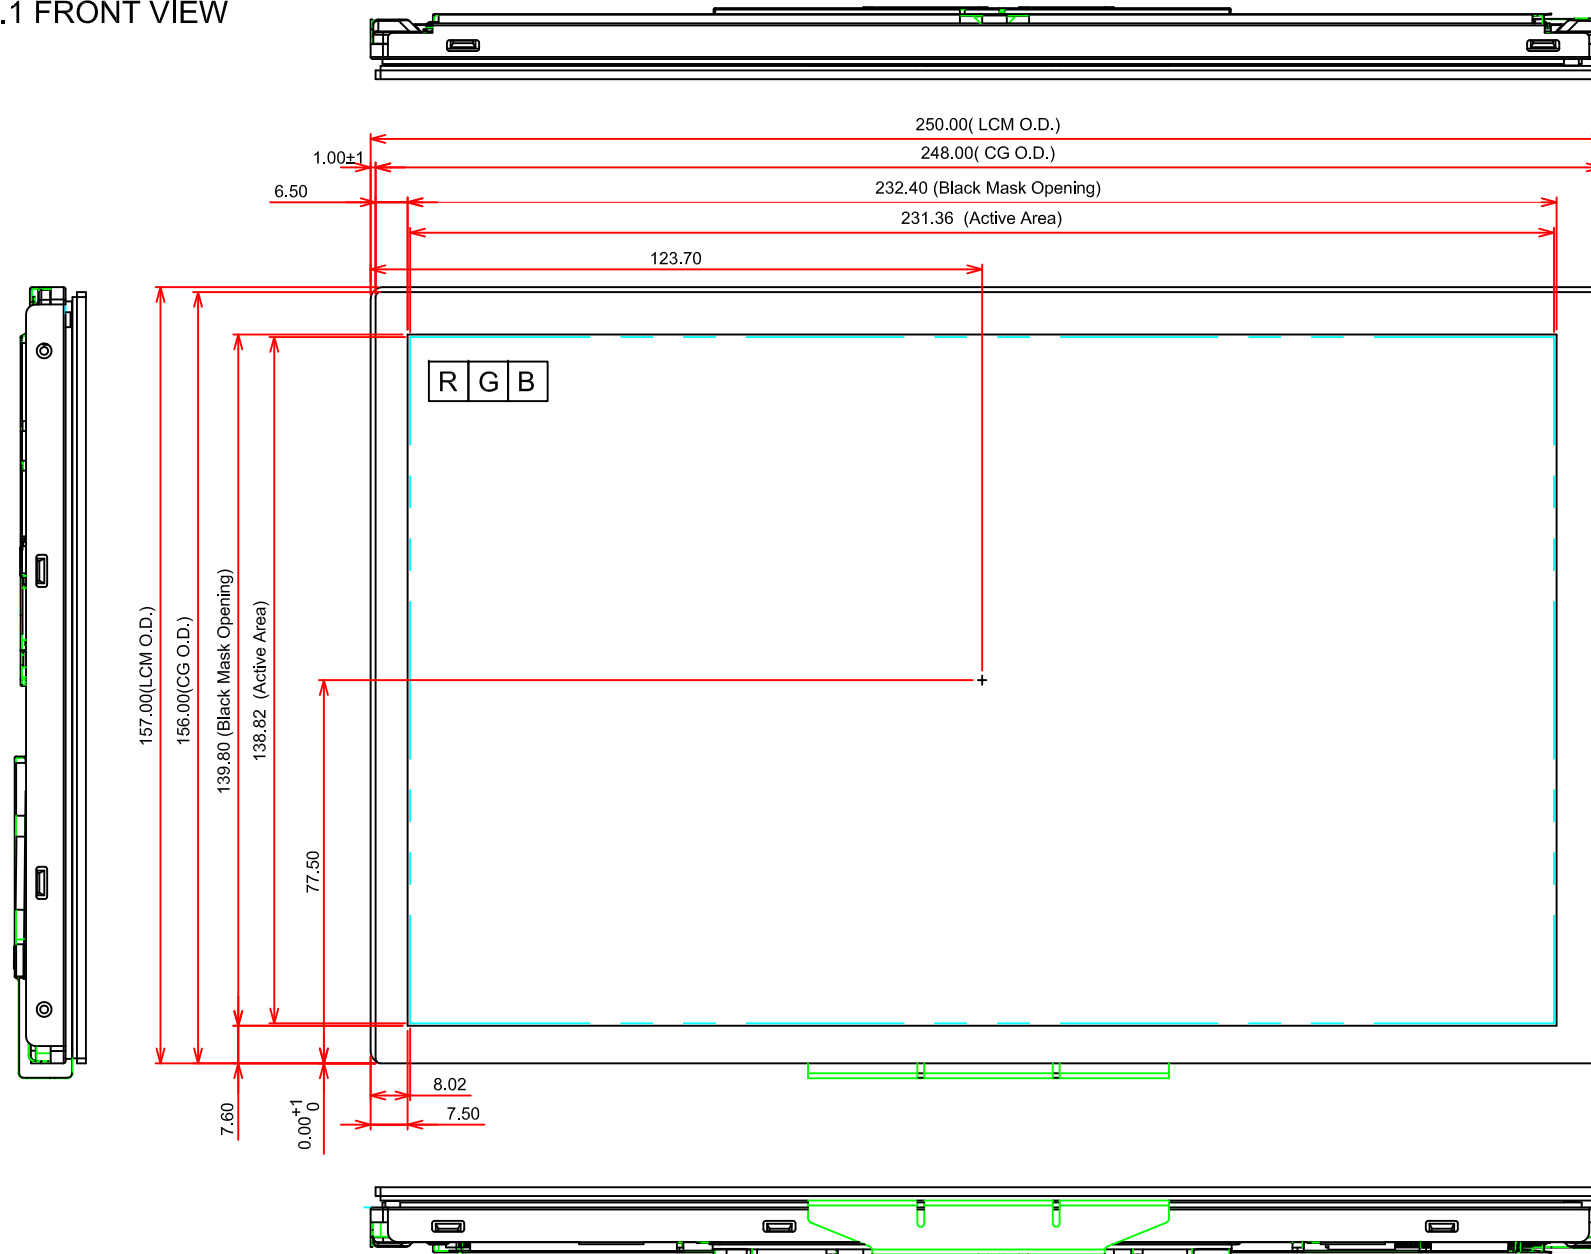 .1 FRONT VIEW
250.00( LCM O.D.)
248.00( CG O.D.)
1.00±1
6.50
232.40 (Black Mask Opening)
231.36 (Active Area)
123.70
R G B
157.00(LCM O.D.)
156.00(CG O.D.)
139.80 (Black Mask Opening)
138.82 (Active Area)
77.50
8.02
7.50
7.60
0.00+1 0